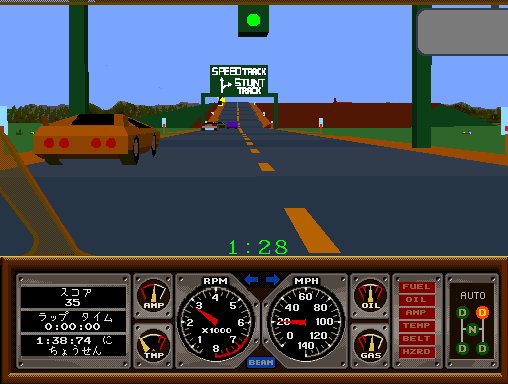 SPEED TRACK
STUNT
TRACK
1:28
スコア
35
ラップ タイム
0:00:00
1:38:74 に
ちょうせん
AMP
TMP
RPM
1
2
3
4
5
6
7
8
X1000
BEAM
MPH
0
20
40
60
80
100
120
140
OIL
GAS
FUEL
OIL
AMP
TEMP
BELT
HZRD
AUTO
D D
N
D D